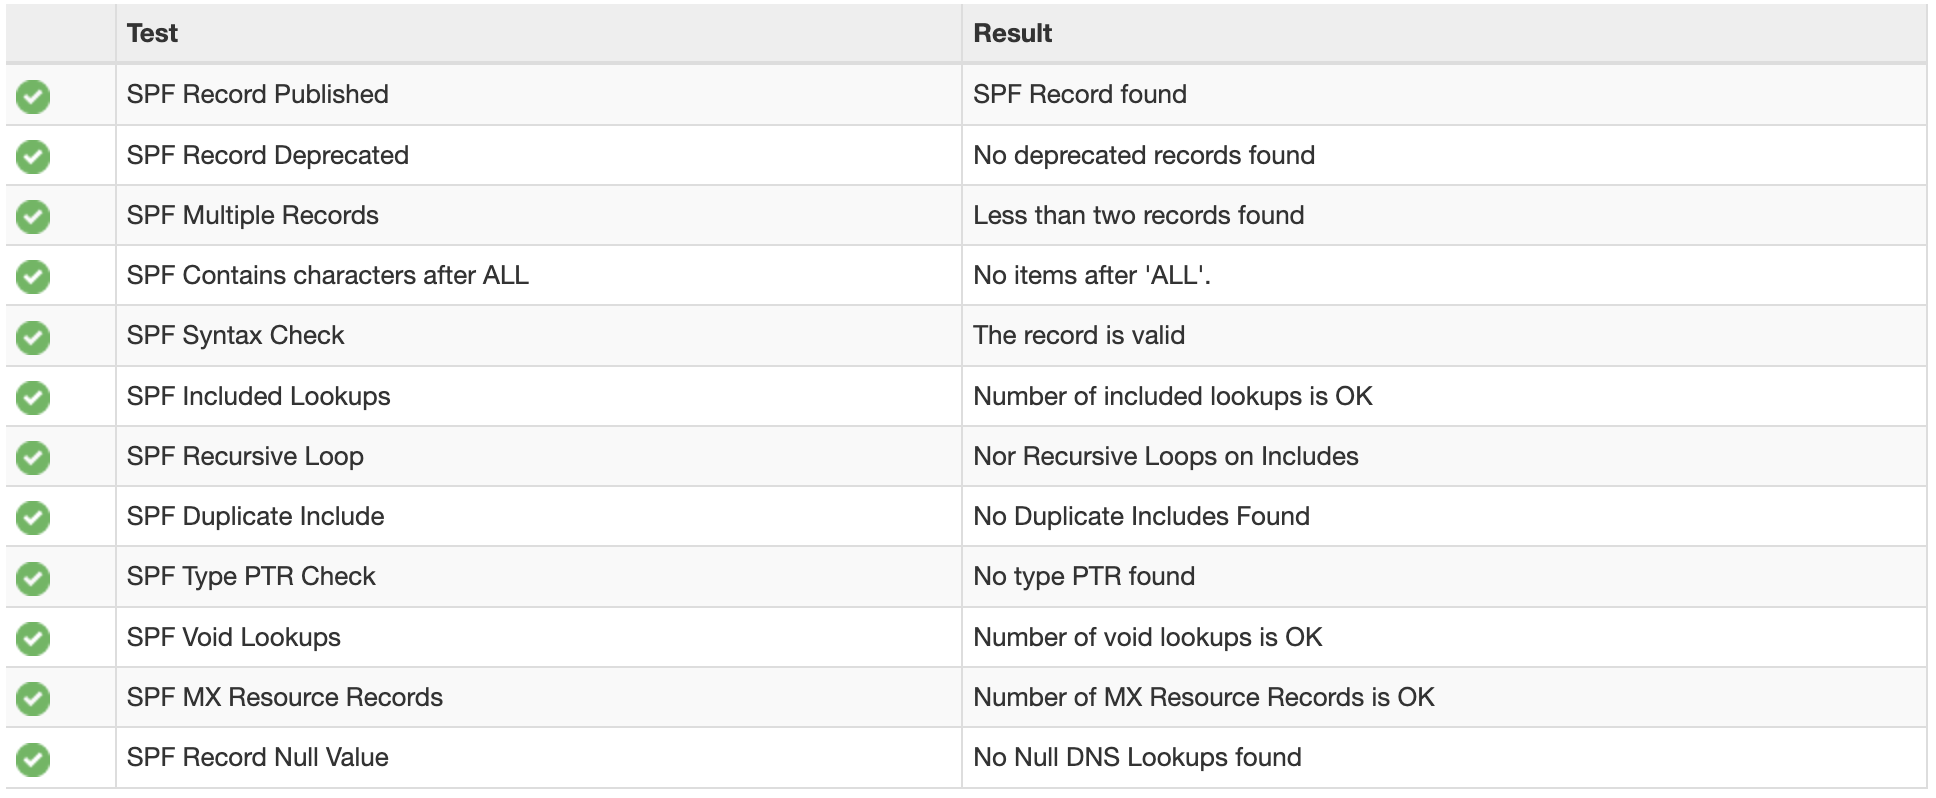 Test Result
SPF Record Published SPF Record found
SPF Record Deprecated No deprecated records found
SPF Multiple Records Less than two records found
SPF Contains characters after ALL No items after 'ALL'.
SPF Syntax Check The record is valid
SPF Included Lookups Number of included lookups is OK
SPF Recursive Loop Nor Recursive Loops on Includes
SPF Duplicate Include No Duplicate Includes Found
SPF Type PTR Check No type PTR found
SPF Void Lookups Number of void lookups is OK
SPF MX Resource Records Number of MX Resource Records is OK
SPF Record Null Value No Null DNS Lookups found